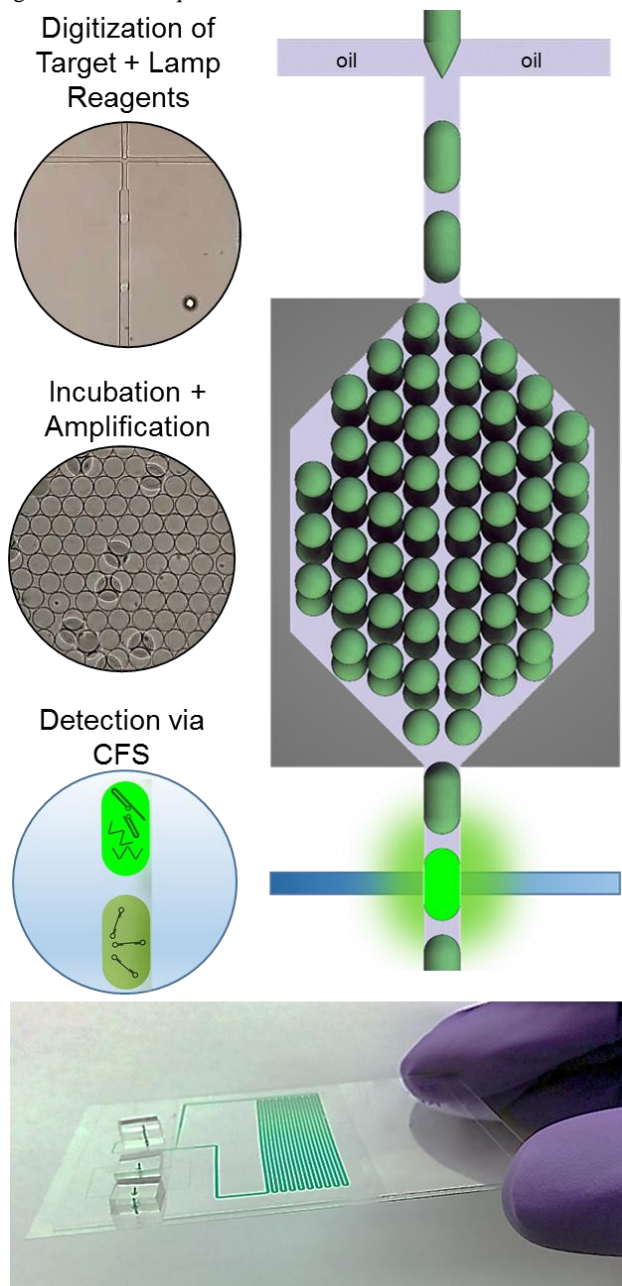 Digitization of
Target + Lamp
Reagents
oil
oil
Incubation +
Amplification
Detection via
CFS